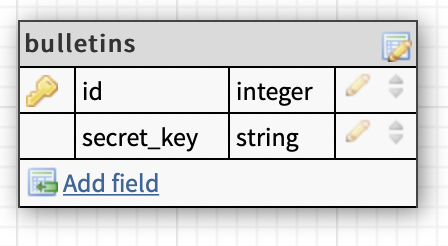 bulletins
id integer
secret_key string
Add field